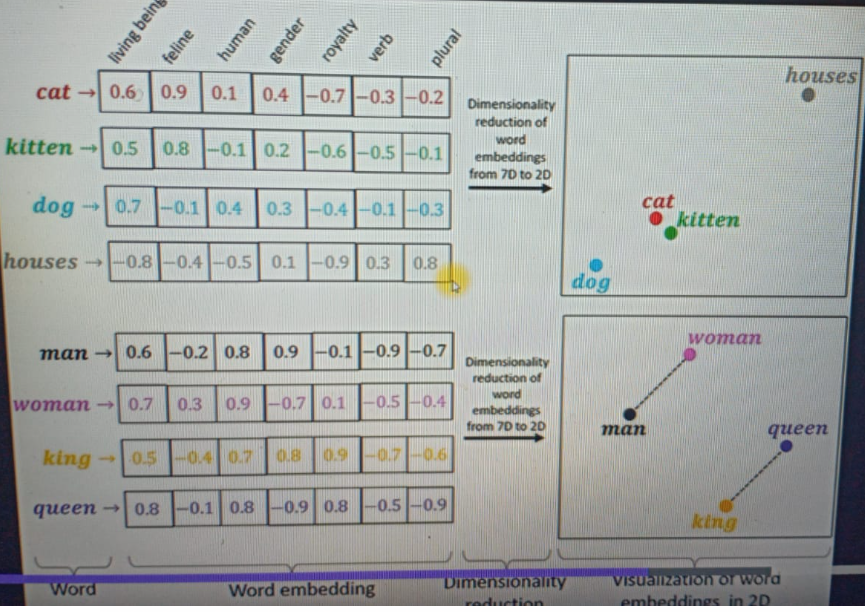 living being feline human gender royalty verb plural
cat → 0.6 0.9 0.1 0.4 −0.7 −0.3 −0.2
kitten → 0.5 0.8 −0.1 0.2 −0.6 −0.5 −0.1
dog → 0.7 −0.1 0.4 0.3 −0.4 −0.1 −0.3
houses → −0.8 −0.4 −0.5 0.1 −0.9 0.3 0.8
Dimensionality
reduction of
word
embeddings
from 7D to 2D
houses
cat
kitten
dog
man → 0.6 −0.2 0.8 0.9 −0.1 −0.9 −0.7
woman → 0.7 0.3 0.9 −0.7 0.1 −0.5 −0.4
king → 0.5 −0.4 0.7 0.8 0.9 −0.7 −0.6
queen → 0.8 −0.1 0.8 −0.9 0.8 −0.5 −0.9
Dimensionality
reduction of
word
embeddings
from 7D to 2D
woman
man
queen
king
Word
Word embedding
Dimensionality
reduction
Visualization of word
embeddings in 2D